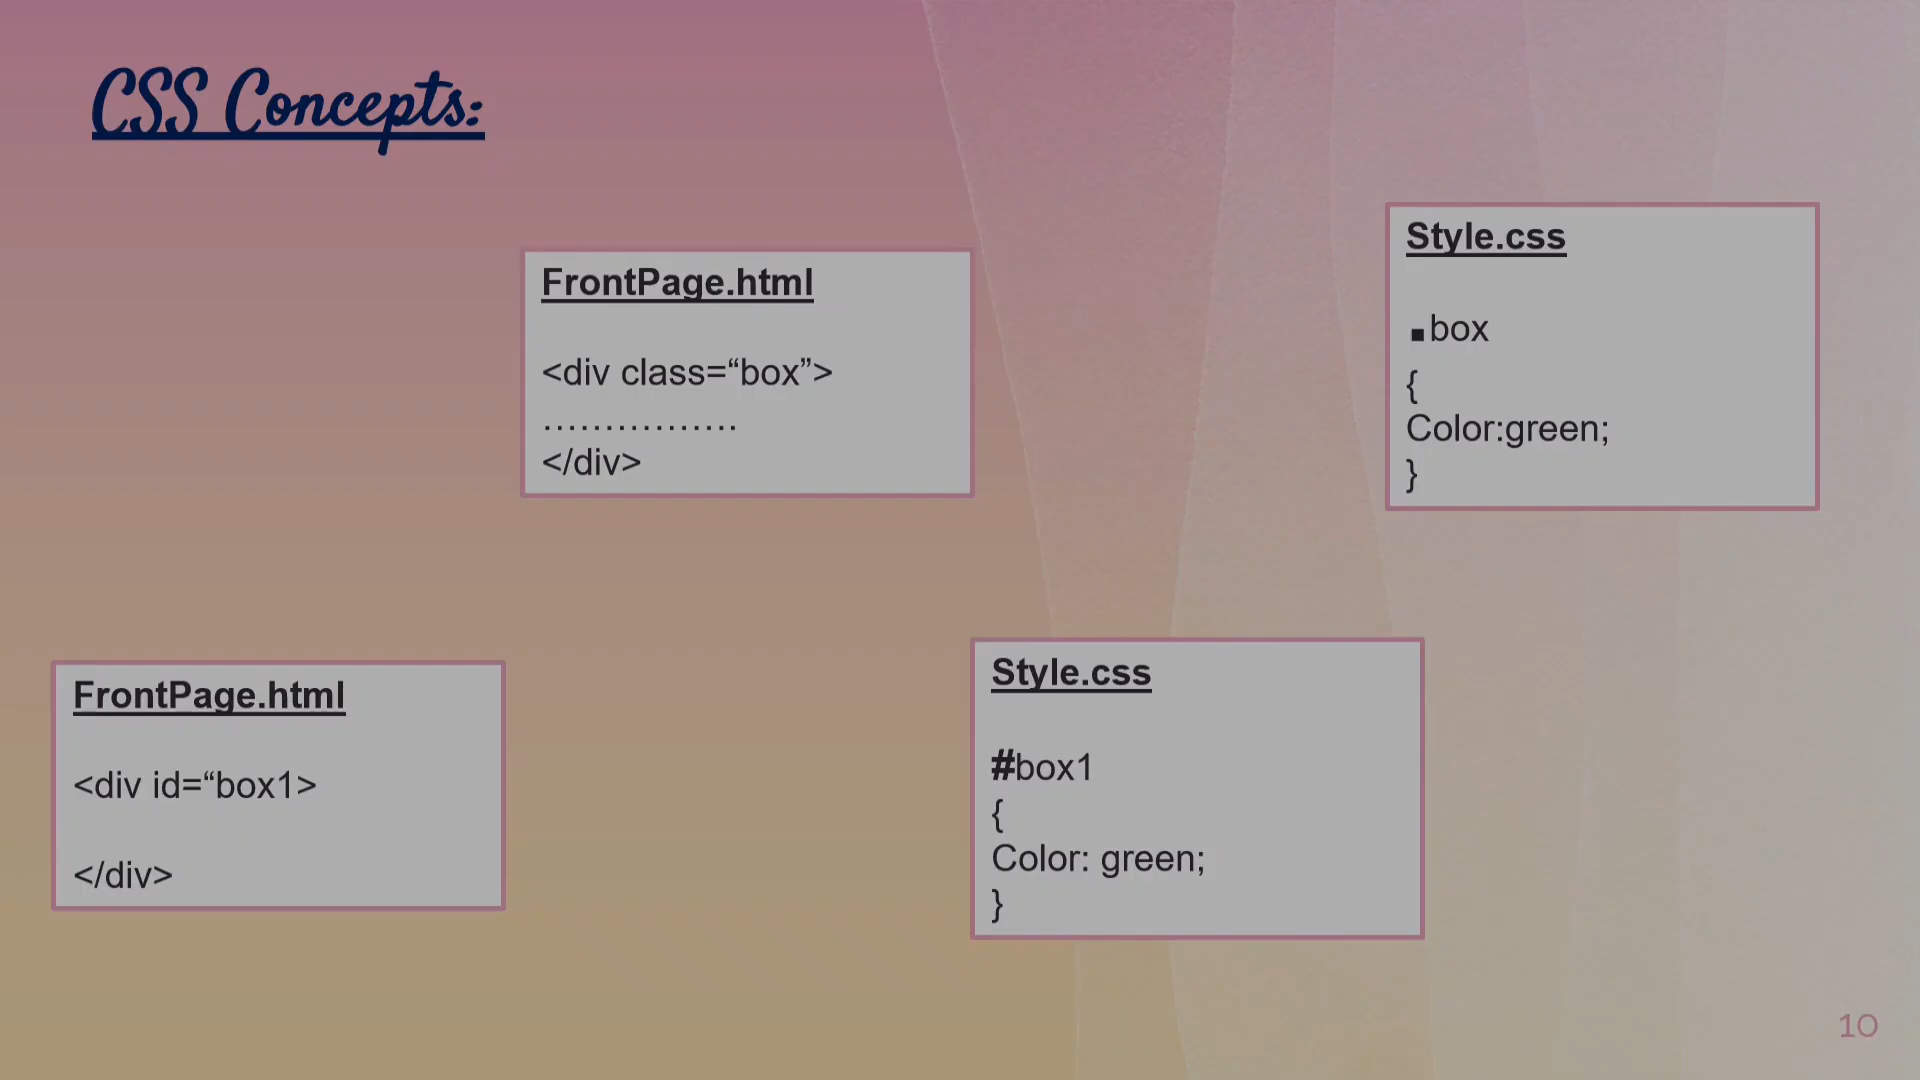 CSS Concepts:
FrontPage.html
<div class=“box”>
................
</div>
Style.css
.box
{
Color:green;
}
FrontPage.html
<div id=“box1>
</div>
Style.css
#box1
{
Color: green;
}
10